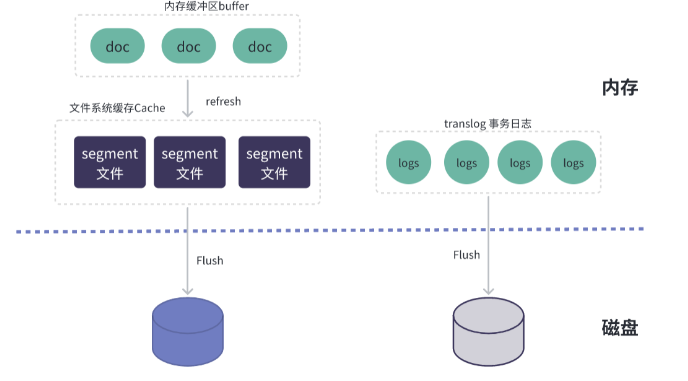 内存缓冲区buffer
doc doc doc
内存
refresh
文件系统缓存Cache
translog 事务日志
segment
文件
segment
文件
segment
文件
logs logs logs logs
Flush
Flush
磁盘